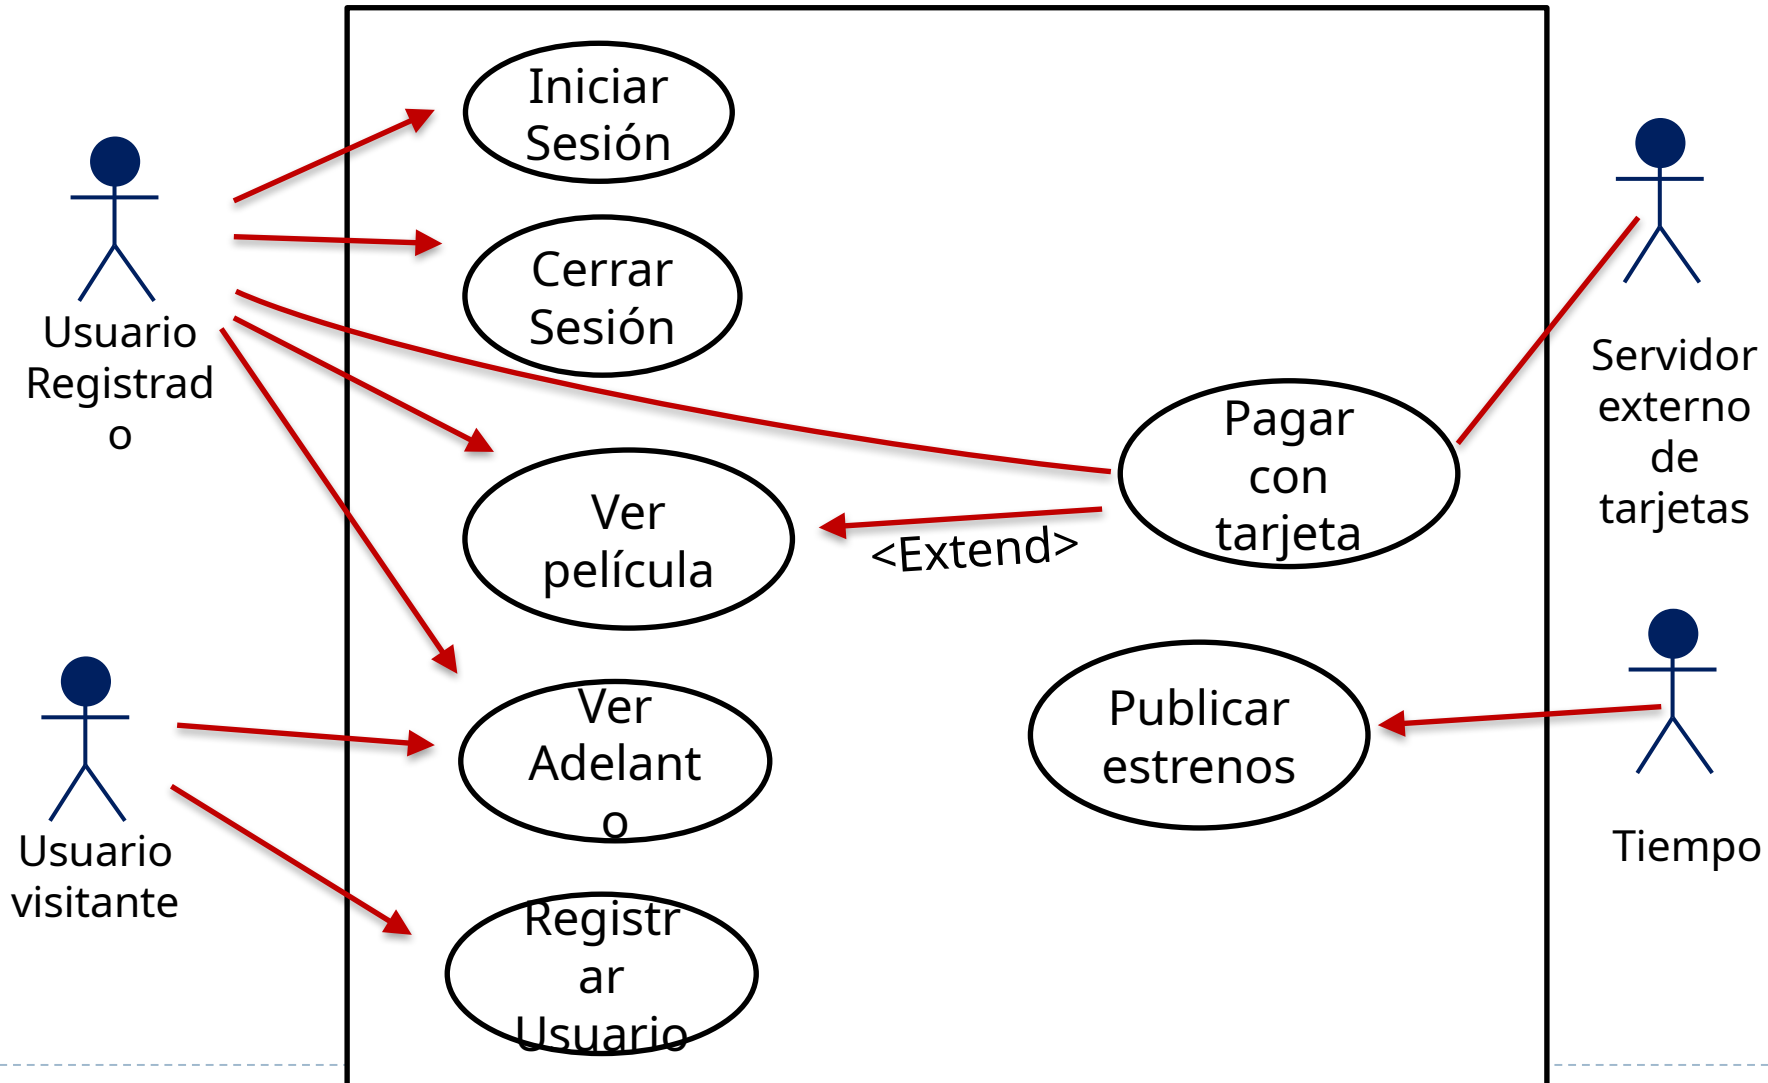 Iniciar
Sesión
Cerrar
Sesión
Usuario
Registrad
o
Servidor
externo
de
tarjetas
Pagar
con
tarjeta
Ver
película
<Extend>
Ver
Adelant
o
Publicar
estrenos
Usuario
visitante
Tiempo
Registr
ar
Usuario